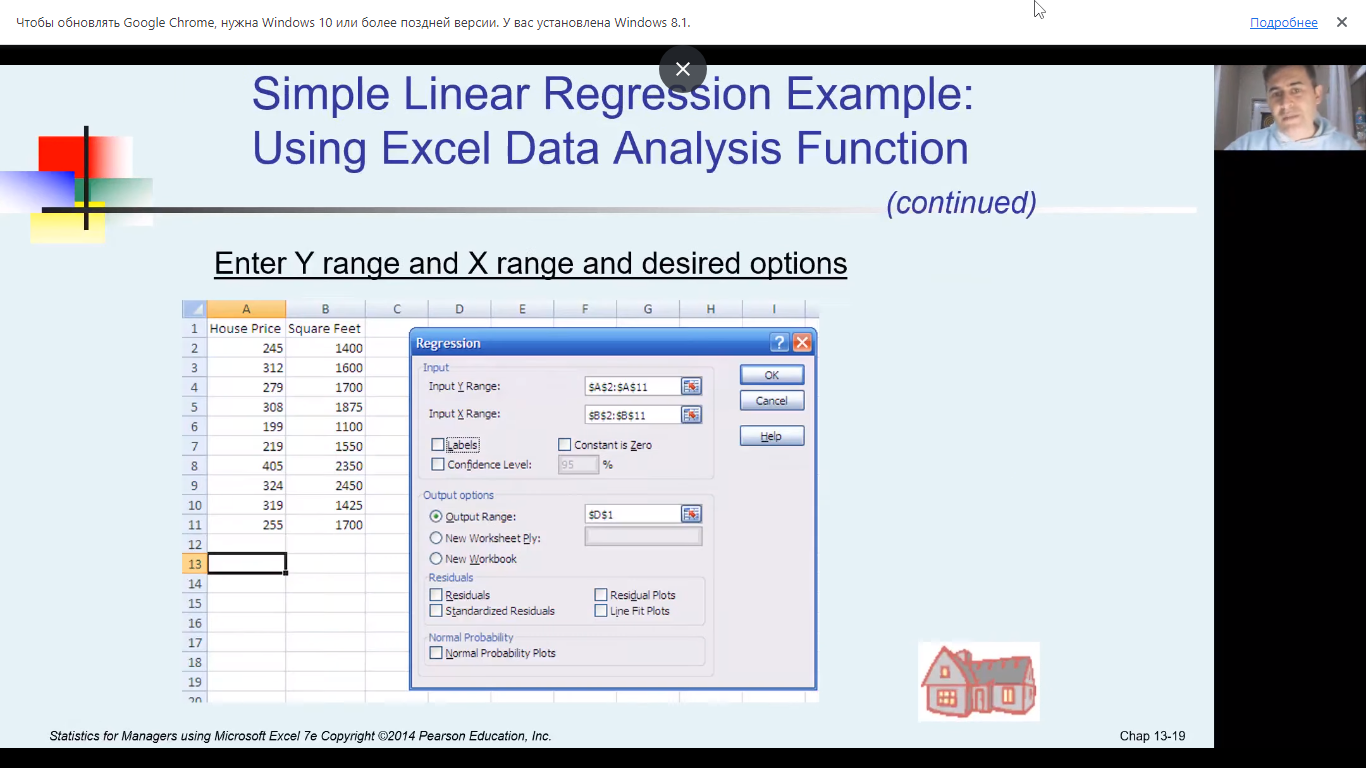 Чтобы обновлять Google Chrome, нужна Windows 10 или более поздней версии. У вас установлена Windows 8.1.
Подробнее
Simple Linear Regression Example:
Using Excel Data Analysis Function
(continued)
Enter Y range and X range and desired options
A B C D E F G H I
1 House Price Square Feet
2 245 1400
3 312 1600
4 279 1700
5 308 1875
6 199 1100
7 219 1550
8 405 2350
9 324 2450
10 319 1425
11 255 1700
12
13
14
15
16
17
18
19
20
Regression
?
Input
Input Y Range: $A$2:$A$11
Input X Range: $B$2:$B$11
Labels Constant is Zero
Confidence Level: 95 %
OK
Cancel
Help
Output options
Output Range: $D$1
New Worksheet Ply:
New Workbook
Residuals
Residuals Residual Plots
Standardized Residuals Line Fit Plots
Normal Probability
Normal Probability Plots
Statistics for Managers using Microsoft Excel 7e Copyright ©2014 Pearson Education, Inc.
Chap 13-19